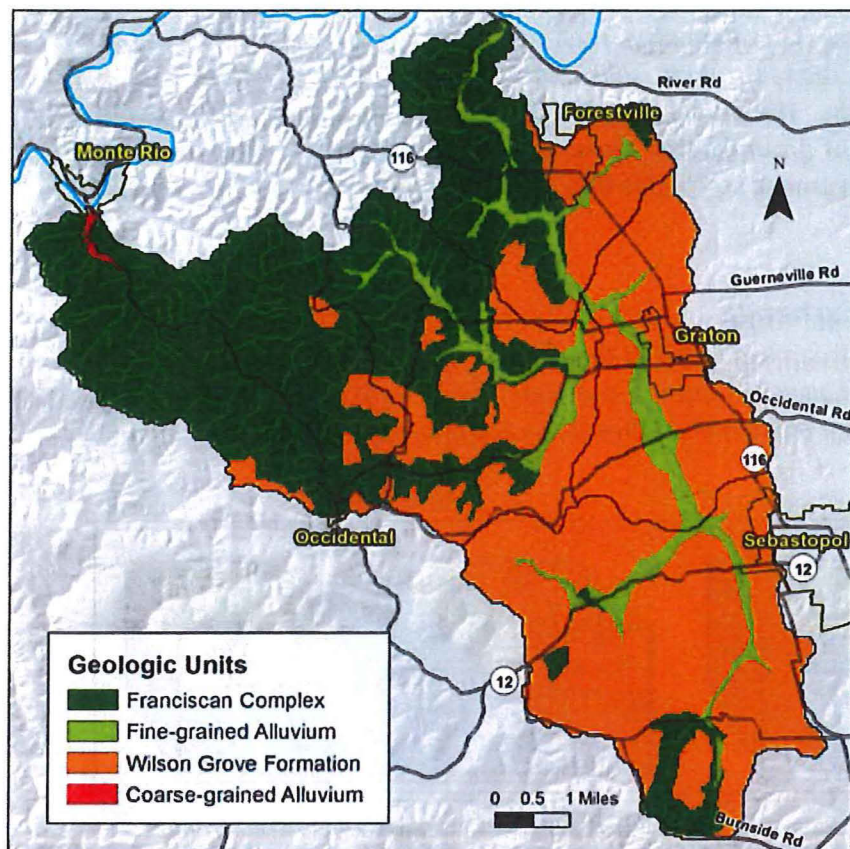 River Rd
Forestville
Monte Rio
116
N
Guerneville Rd
Graton
Occidental Rd
116
Occidental
Sebastopol
12
12
Geologic Units
Franciscan Complex
Fine-grained Alluvium
Wilson Grove Formation
Coarse-grained Alluvium
0 0.5 1 Miles
Burnside Rd